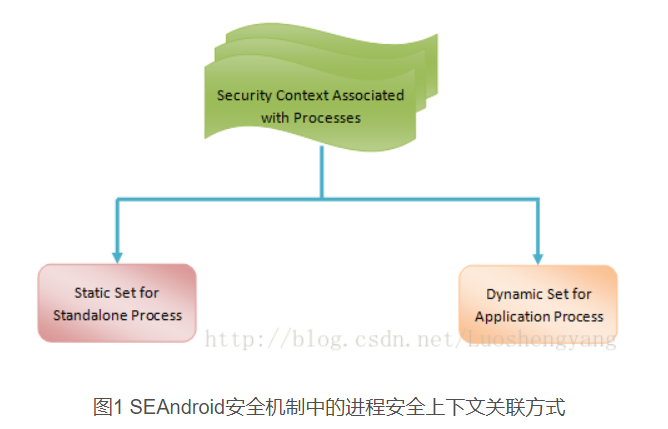 Security Context Associated
with Processes
Static Set for
Standalone Process
Dynamic Set for
Application Process
http://blog.csdn.net/Luoshengyang
图1 SEAndroid安全机制中的进程安全上下文关联方式